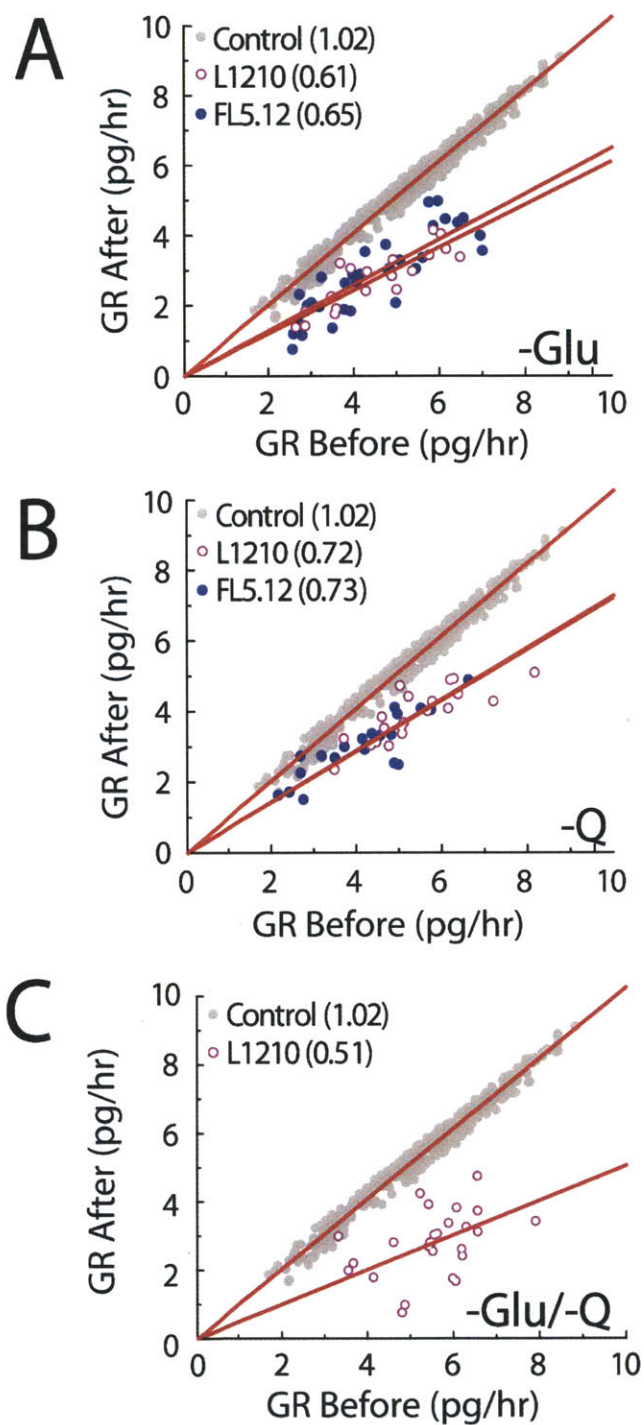 A
Control (1.02)
L1210 (0.61)
FL5.12 (0.65)
10
8
6
4
2
0
GR After (pg/hr)
-Glu
0 2 4 6 8 10
GR Before (pg/hr)
B
Control (1.02)
L1210 (0.72)
FL5.12 (0.73)
10
8
6
4
2
0
GR After (pg/hr)
-Q
0 2 4 6 8 10
GR Before (pg/hr)
C
Control (1.02)
L1210 (0.51)
10
8
6
4
2
0
GR After (pg/hr)
-Glu/-Q
0 2 4 6 8 10
GR Before (pg/hr)